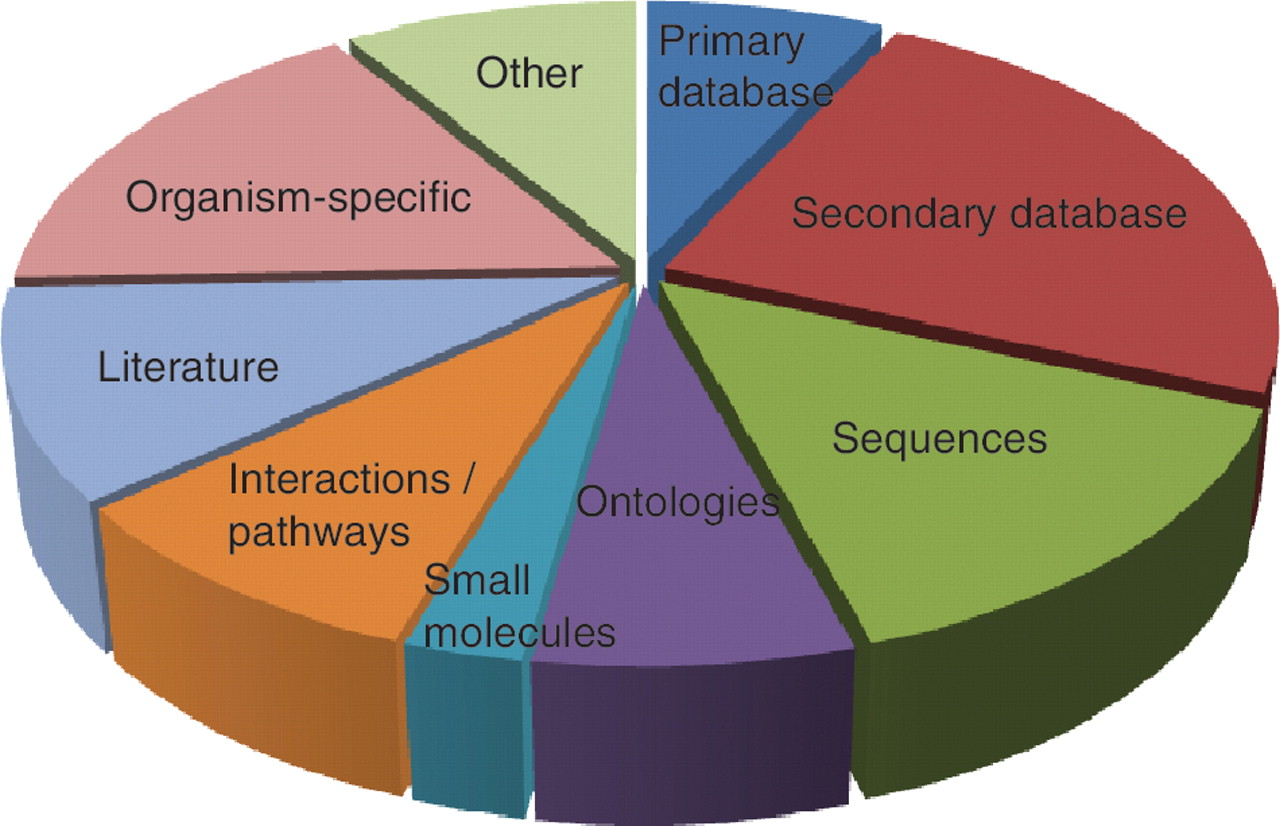 Other
Primary
database
Secondary database
Organism-specific
Literature
Sequences
Interactions /
pathways
Ontologies
Small
molecules